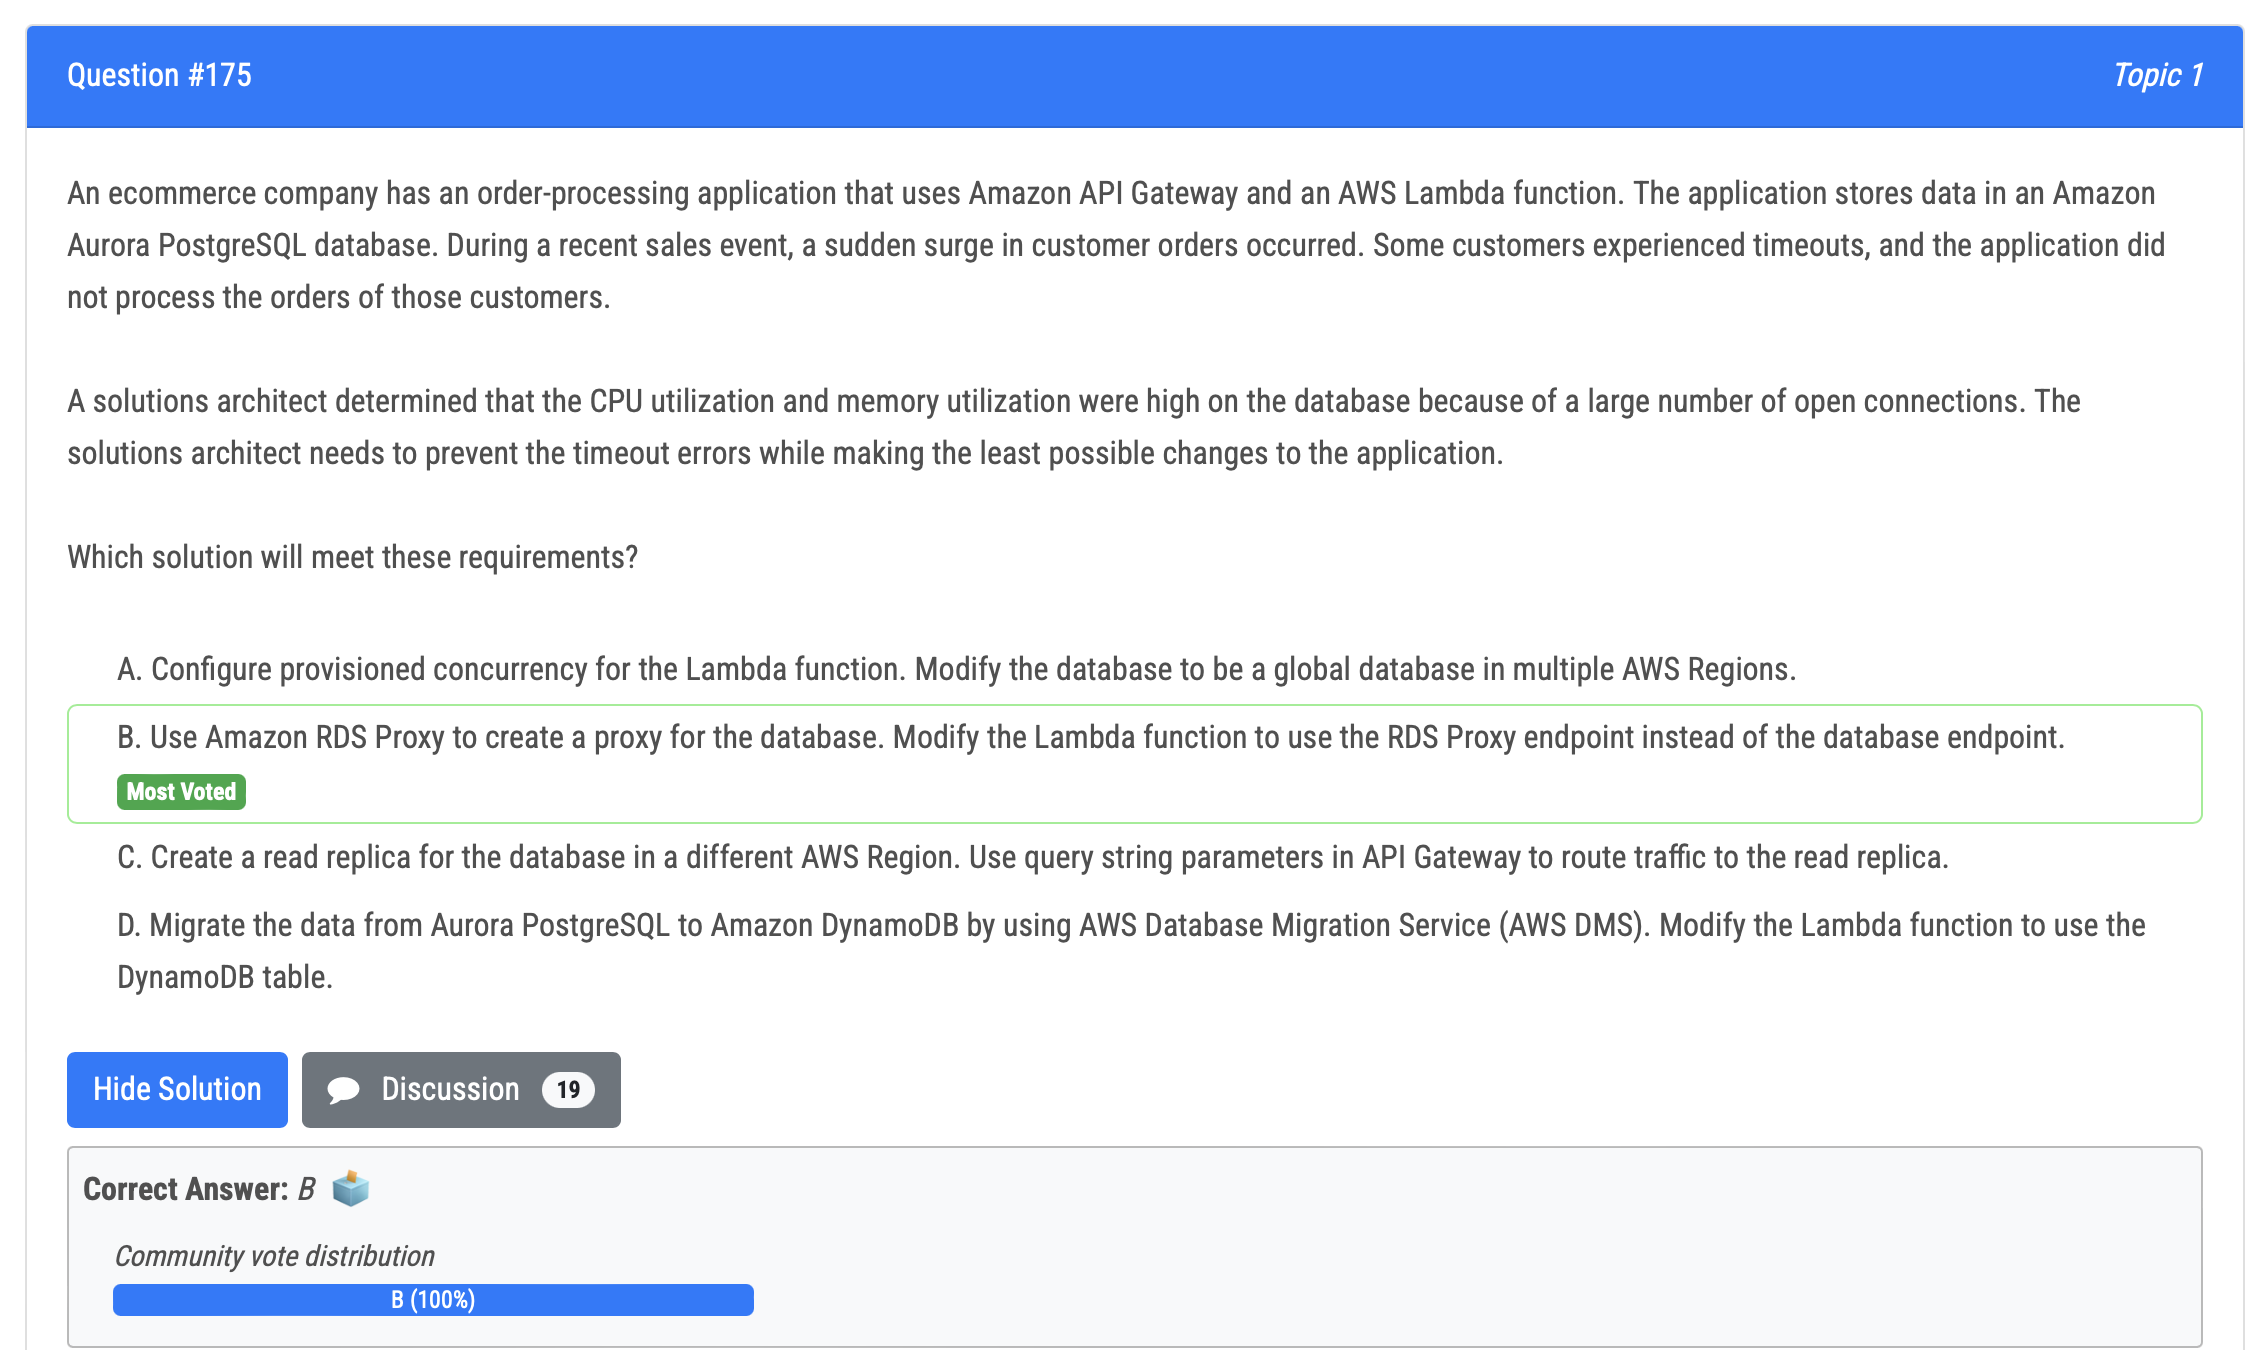 Question #175
Topic 1
An ecommerce company has an order-processing application that uses Amazon API Gateway and an AWS Lambda function. The application stores data in an Amazon
Aurora PostgreSQL database. During a recent sales event, a sudden surge in customer orders occurred. Some customers experienced timeouts, and the application did
not process the orders of those customers.
A solutions architect determined that the CPU utilization and memory utilization were high on the database because of a large number of open connections. The
solutions architect needs to prevent the timeout errors while making the least possible changes to the application.
Which solution will meet these requirements?
A. Configure provisioned concurrency for the Lambda function. Modify the database to be a global database in multiple AWS Regions.
B. Use Amazon RDS Proxy to create a proxy for the database. Modify the Lambda function to use the RDS Proxy endpoint instead of the database endpoint.
Most Voted
C. Create a read replica for the database in a different AWS Region. Use query string parameters in API Gateway to route traffic to the read replica.
D. Migrate the data from Aurora PostgreSQL to Amazon DynamoDB by using AWS Database Migration Service (AWS DMS). Modify the Lambda function to use the
DynamoDB table.
Hide Solution
Discussion 19
Correct Answer: B
Community vote distribution
B (100%)